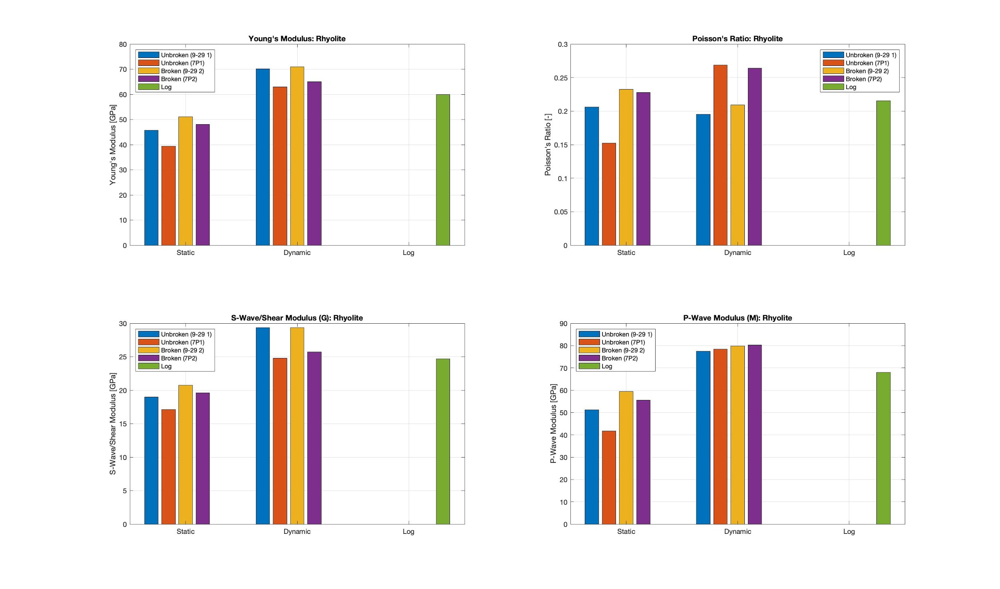 Young's Modulus: Rhyolite
Young's Modulus [GPa]
80
70
60
50
40
30
20
10
0
Unbroken (9-29 1)
Unbroken (7P1)
Broken (9-29 2)
Broken (7P2)
Log
Static Dynamic Log
Poisson's Ratio: Rhyolite
Poisson's Ratio [-]
0.3
0.25
0.2
0.15
0.1
0.05
0
Unbroken (9-29 1)
Unbroken (7P1)
Broken (9-29 2)
Broken (7P2)
Log
Static Dynamic Log
S-Wave/Shear Modulus (G): Rhyolite
S-Wave/Shear Modulus [GPa]
30
25
20
15
10
5
0
Unbroken (9-29 1)
Unbroken (7P1)
Broken (9-29 2)
Broken (7P2)
Log
Static Dynamic Log
P-Wave Modulus (M): Rhyolite
P-Wave Modulus [GPa]
90
80
70
60
50
40
30
20
10
0
Unbroken (9-29 1)
Unbroken (7P1)
Broken (9-29 2)
Broken (7P2)
Log
Static Dynamic Log